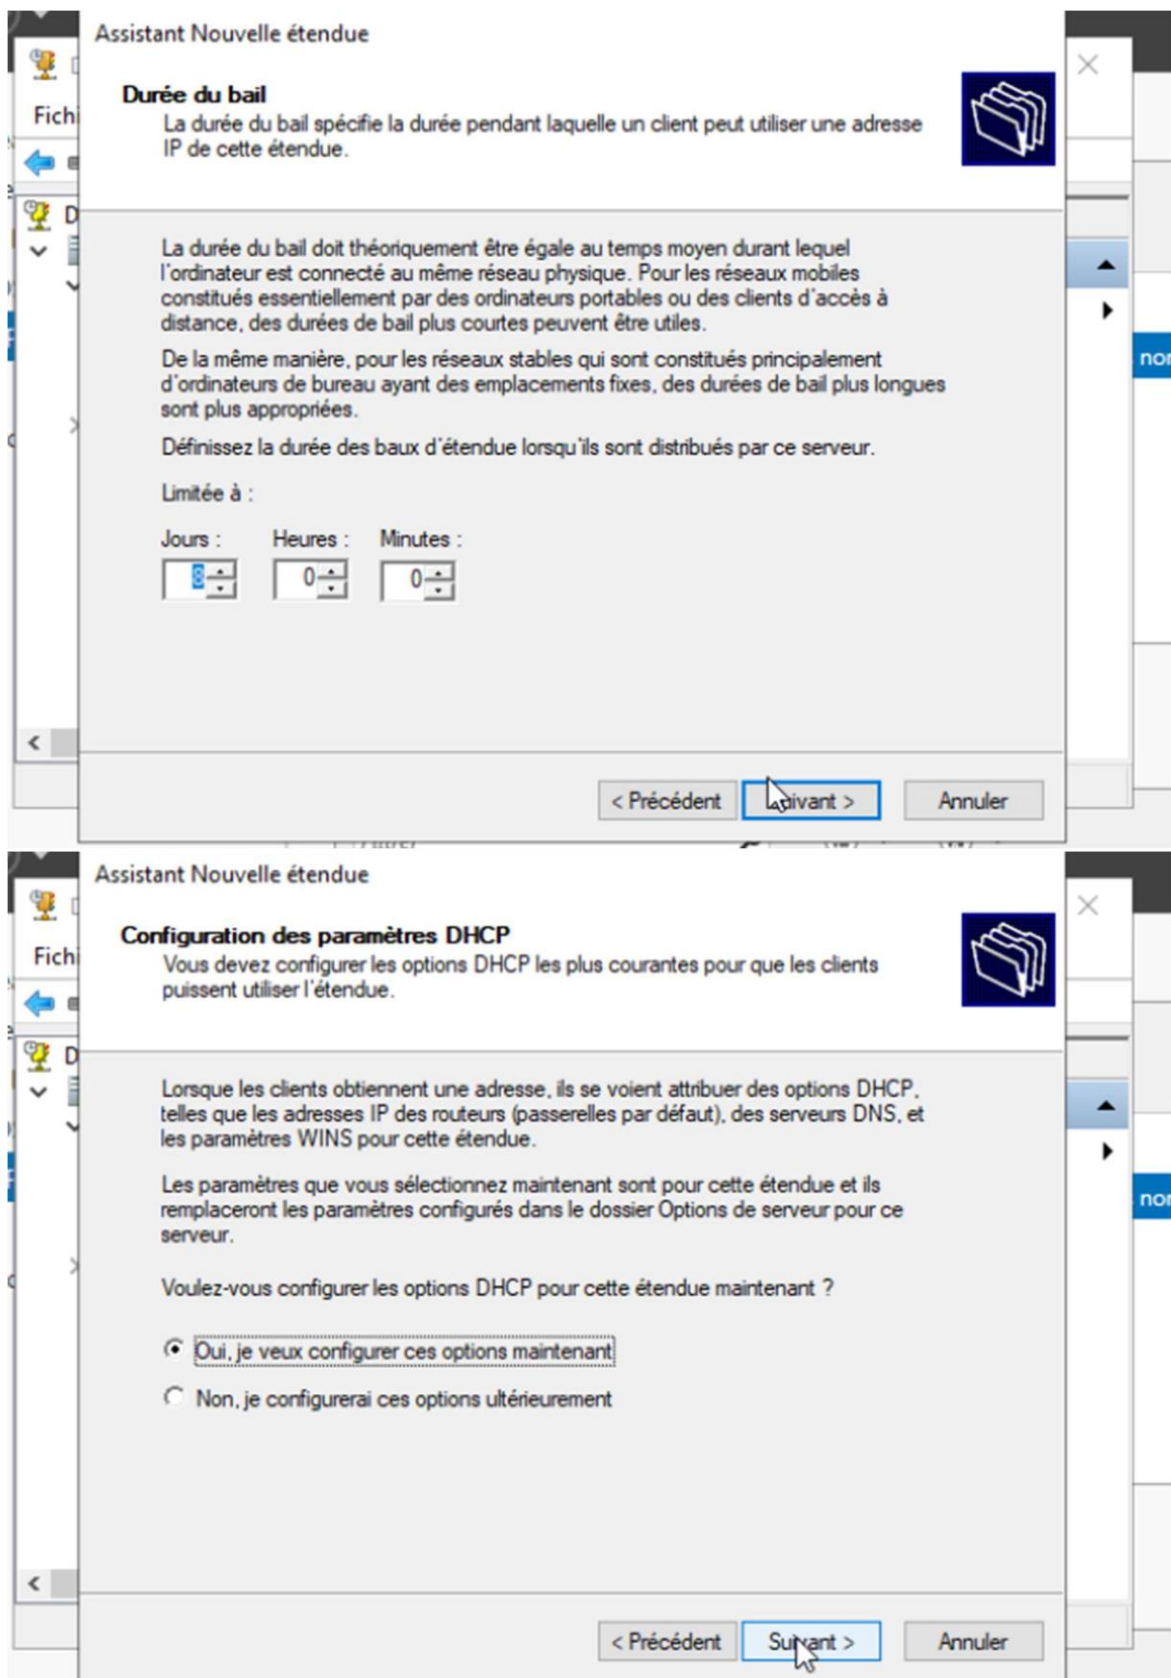 Assistant Nouvelle étendue
Durée du bail
La durée du bail spécifie la durée pendant laquelle un client peut utiliser une adresse
IP de cette étendue.
Fichi
D
La durée du bail doit théoriquement être égale au temps moyen durant lequel
l'ordinateur est connecté au même réseau physique. Pour les réseaux mobiles
constitués essentiellement par des ordinateurs portables ou des clients d'accès à
distance, des durées de bail plus courtes peuvent être utiles.
De la même manière, pour les réseaux stables qui sont constitués principalement
d'ordinateurs de bureau ayant des emplacements fixes, des durées de bail plus longues
sont plus appropriées.
nor
Définissez la durée des baux d'étendue lorsqu'ils sont distribués par ce serveur.
Limitée à :
Jours : Heures : Minutes :
8 0 0
< Précédent Suivant > Annuler
Assistant Nouvelle étendue
Configuration des paramètres DHCP
Vous devez configurer les options DHCP les plus courantes pour que les clients
puissent utiliser l'étendue.
Fichi
D
Lorsque les clients obtiennent une adresse, ils se voient attribuer des options DHCP,
telles que les adresses IP des routeurs (passerelles par défaut), des serveurs DNS, et
les paramètres WINS pour cette étendue.
Les paramètres que vous sélectionnez maintenant sont pour cette étendue et ils
remplaceront les paramètres configurés dans le dossier Options de serveur pour ce
serveur.
nor
Voulez-vous configurer les options DHCP pour cette étendue maintenant ?
Oui, je veux configurer ces options maintenant
Non, je configurerai ces options ultérieurement
< Précédent Suivant > Annuler